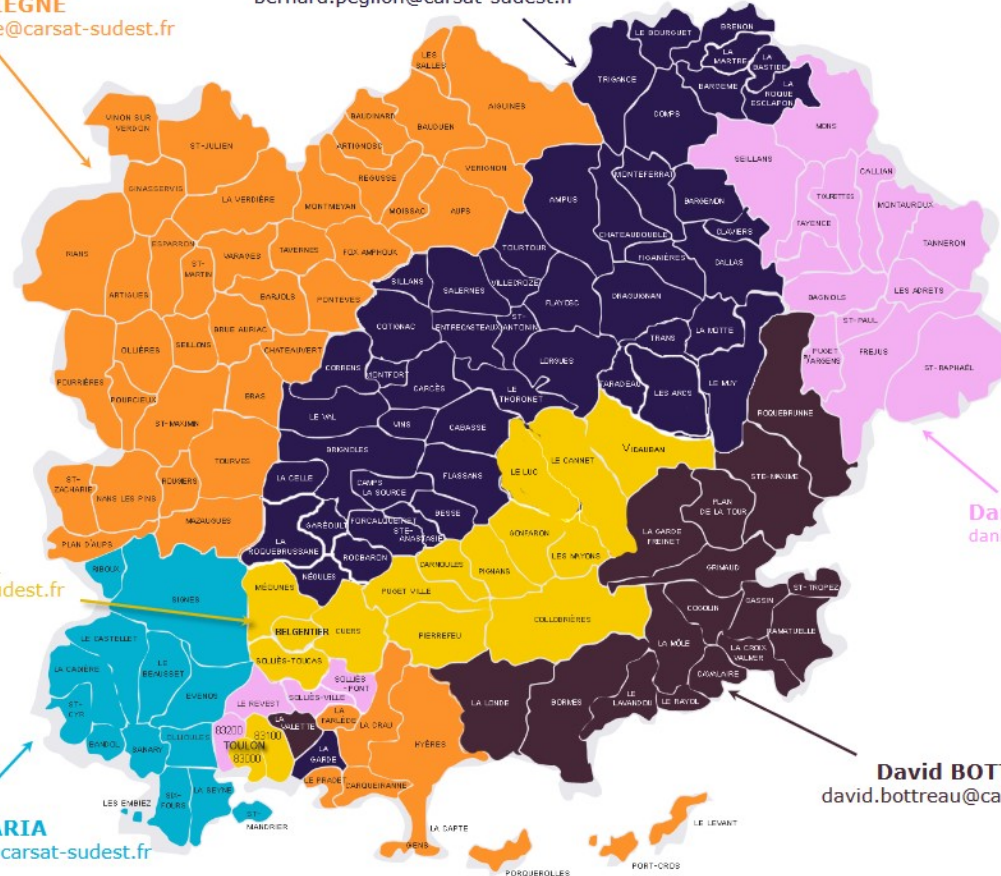 EGNE
e@carsat-sudest.fr
bernard.peglion@carsat-sudest.fr
LE BOURGUET
BRENON
LA
MARTRE
LA
BASTIDE
TRIGANCE
BARGEME
LA
ROQUE
ESCLAPON
COMPS
LES
SALLES
AIGUINES
BAUDINARD
BAUDUEN
VINON SUR
VERDON
ST-JULIEN
ARTIGNOSC
VERIGNON
REGUSSE
GINASSERVIS
LA VERDIÈRE
MONTMEYAN
MOISSAC
AUPS
MONS
SEILLANS
CALLIAN
TOURETTES
MONTAUROUX
FAYENCE
TANNERON
MONTFERRAT
AMPUS
BARGEMON
CHATEAUDOUBLE
CLAVIERS
FIGANIÈRES
CALLAS
RIANS
ESPARRON
ST-
MARTIN
VARAGES
TAVERNES
FOX AMPHOUX
TOURTOUR
SILLANS
SALERNES
VILLECROZE
FLAYOSC
DRAGUIGNAN
ARTIGUES
BARJOLS
PONTEVES
BAGNOLS
LES ADRETS
ST-PAUL
BRUE AURIAC
COTIGNAC
ENTRECASTEAUX
ST-
ANTONIN
TRANS
LA MOTTE
OLLIÈRES
SEILLONS
CHATEAUVERT
LORGUES
PUGET
/ARGENS
FREJUS
ST-RAPHAËL
CORRENS
MONTFORT
CARCÈS
LE
THORONET
TARADEAU
LES ARCS
LE MUY
POURRIÈRES
POURCIEUX
BRAS
ROQUEBRUNNE
ST-MAXIMIN
LE VAL
VINS
CABASSE
VIDAUBAN
BRIGNOLES
LE CANNET
LE LUC
TOURVES
ST-
ZACHARIE
NANS LES PINS
ROUGIERS
LA CELLE
CAMPS
LA SOURCE
FLASSANS
STE-MAXIME
PLAN
DE LA TOUR
MAZAUGUES
GARÉOULT
FORCALQUEIRET
BESSE
STE-
ANASTASIE
GONFARON
LA GARDE
FREINET
PLAN D'AUPS
LA
ROQUEBRUSSANE
ROCBARON
LES MAYONS
Da
dani
RIBOUX
NÉOULES
CARNOULES
PIGNANS
GRIMAUD
udest.fr
SIGNES
MÉOUNES
PUGET VILLE
COLLOBRIÈRES
COGOLIN
GASSIN
ST-TROPEZ
BELGENTIER
CUERS
PIERREFEU
RAMATUELLE
LE CASTELLET
LA MÔLE
LA CROIX
VALMER
LA CADIÈRE
LE
BEAUSSET
SOLLIÈS-TOUCAS
CAVALAIRE
SOLLIÈS
-PONT
EVENOS
LE REVEST
SOLLIÈS-VILLE
LA LONDE
BORMES
LE
LAVANDOU
LE RAYOL
ST-
CYR
LA
FARLEDE
LA CRAU
83200
83100
LA
VALETTE
TOULON
83000
LA
GARDE
HYÈRES
BANDOL
SANARY
OLLIOULES
LE PRADET
CARQUEIRANNE
David BOTT
david.bottreau@ca
SIX-
FOURS
LA SEYNE
LES EMBIEZ
ST-
MANDRIER
ARIA
carsat-sudest.fr
LA CAPTE
GIENS
LE LEVANT
PORQUEROLLES
PORT-CROS